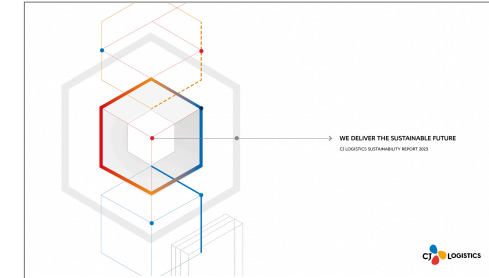 WE DELIVER THE SUSTAINABLE FUTURE
CJ LOGISTICS SUSTAINABILITY REPORT 2023
CJ LOGISTICS